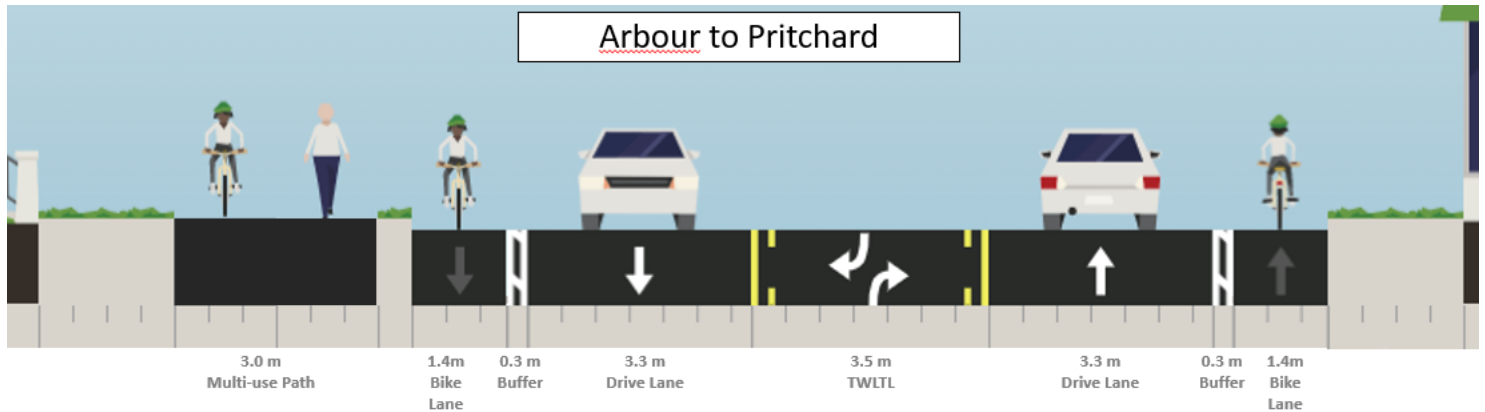 Arbour to Pritchard
3.0 m
Multi-use Path
1.4m
Bike
Lane
0.3 m
Buffer
3.3 m
Drive Lane
3.5 m
TWLTL
3.3 m
Drive Lane
0.3 m
Buffer
1.4m
Bike
Lane